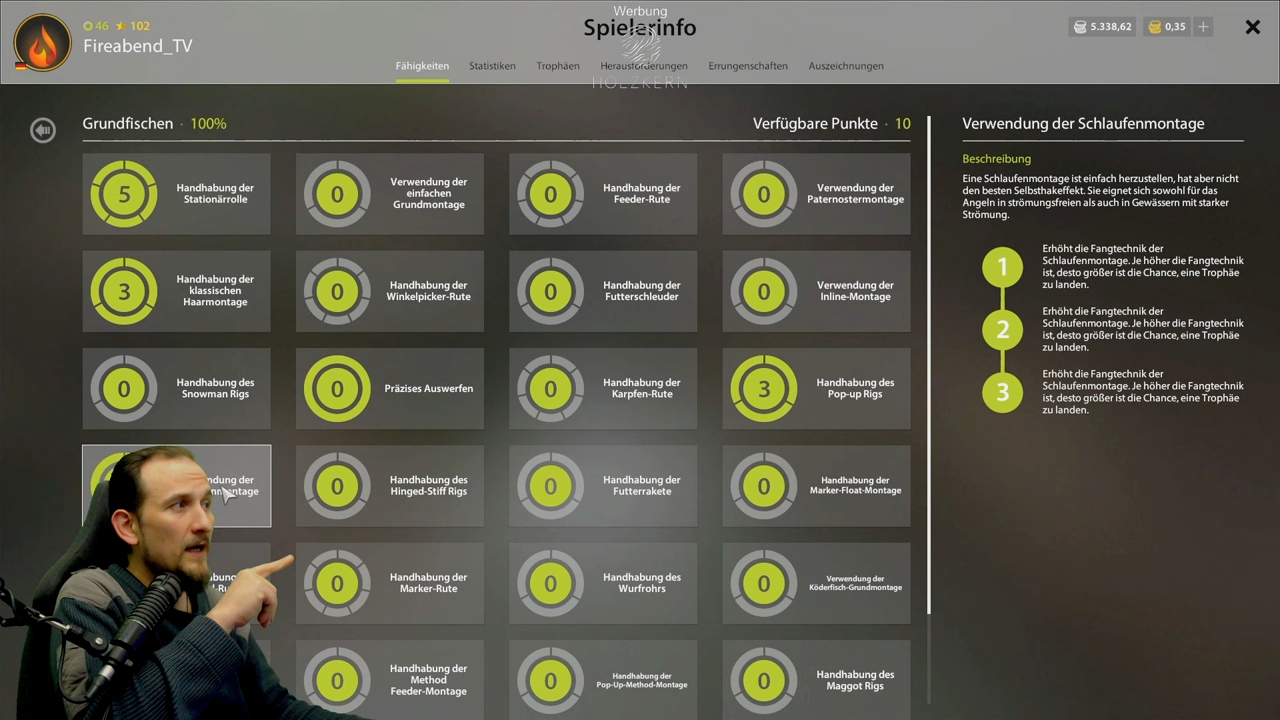 46 102
Fireabend_TV
Werbung
Spielerinfo
HOLZKERN
5.338,62
0,35 +
Fähigkeiten Statistiken Trophäen Herausforderungen Errungenschaften Auszeichnungen
Grundfischen · 100%
Verfügbare Punkte · 10
5 Handhabung der
Stationärrolle
0 Verwendung der
einfachen
Grundmontage
0 Handhabung der
Feeder-Rute
0 Verwendung der
Paternostermontage
3 Handhabung der
klassischen
Haarmontage
0 Handhabung der
Winkelpicker-Rute
0 Handhabung der
Futterschleuder
0 Verwendung der
Inline-Montage
0 Handhabung des
Snowman Rigs
0 Präzises Auswerfen
0 Handhabung der
Karpfen-Rute
3 Handhabung des
Pop-up Rigs
0 Handhabung des
Hinged-Stiff Rigs
0 Handhabung der
Futterrakete
0 Handhabung der
Marker-Float-Montage
0 Handhabung der
Marker-Rute
0 Handhabung des
Wurfrohrs
0 Verwendung der
Köderfisch-Grundmontage
0 Handhabung der
Method
Feeder-Montage
0 Handhabung der
Pop-Up-Method-Montage
0 Handhabung des
Maggot Rigs
Verwendung der Schlaufenmontage
Beschreibung
Eine Schlaufenmontage ist einfach herzustellen, hat aber nicht
den besten Selbsthakeffekt. Sie eignet sich sowohl für das
Angeln in strömungsfreien als auch in Gewässern mit starker
Strömung.
1 Erhöht die Fangtechnik der
Schlaufenmontage. Je höher die Fangtechnik
ist, desto größer ist die Chance, eine Trophäe
zu landen.
2 Erhöht die Fangtechnik der
Schlaufenmontage. Je höher die Fangtechnik
ist, desto größer ist die Chance, eine Trophäe
zu landen.
3 Erhöht die Fangtechnik der
Schlaufenmontage. Je höher die Fangtechnik
ist, desto größer ist die Chance, eine Trophäe
zu landen.